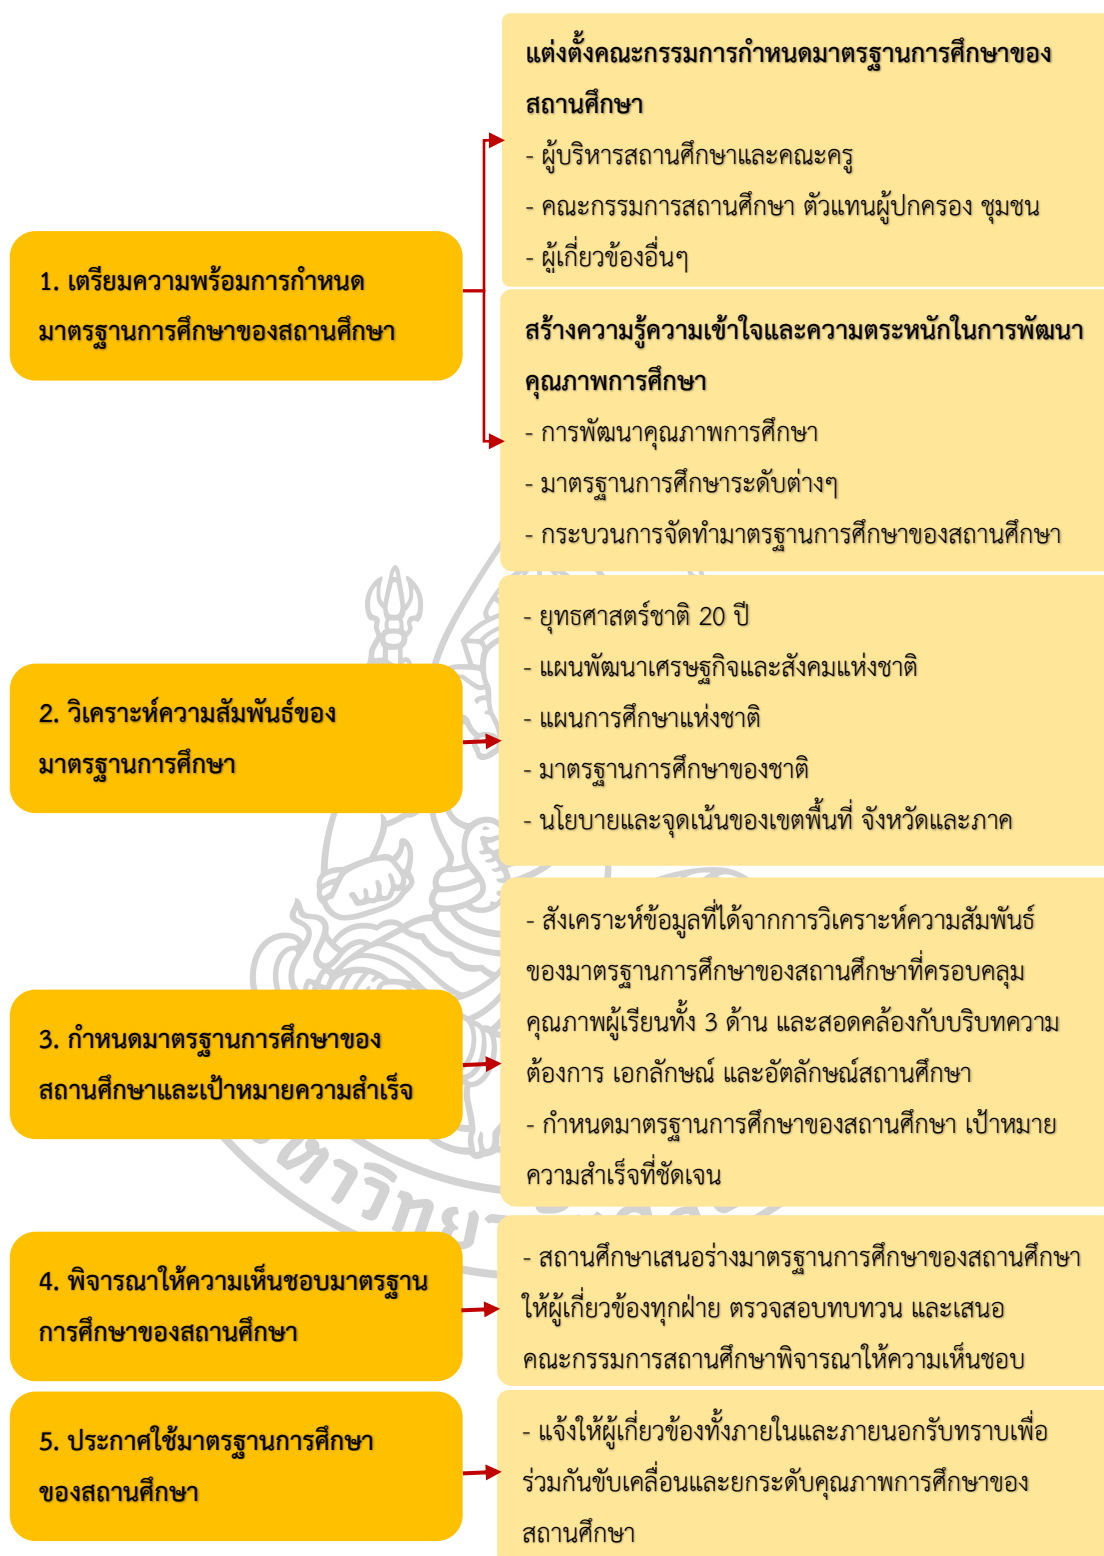 แต่งตั้งคณะกรรมการกำหนดมาตรฐานการศึกษาของ
สถานศึกษา
- ผู้บริหารสถานศึกษาและคณะครู
- คณะกรรมการสถานศึกษา ตัวแทนผู้ปกครอง ชุมชน
- ผู้เกี่ยวข้องอื่นๆ
1. เตรียมความพร้อมการกำหนด
มาตรฐานการศึกษาของสถานศึกษา
สร้างความรู้ความเข้าใจและความตระหนักในการพัฒนา
คุณภาพการศึกษา
- การพัฒนาคุณภาพการศึกษา
- มาตรฐานการศึกษาระดับต่างๆ
- กระบวนการจัดทำมาตรฐานการศึกษาของสถานศึกษา
2. วิเคราะห์ความสัมพันธ์ของ
มาตรฐานการศึกษา
- ยุทธศาสตร์ชาติ 20 ปี
- แผนพัฒนาเศรษฐกิจและสังคมแห่งชาติ
- แผนการศึกษาแห่งชาติ
- มาตรฐานการศึกษาของชาติ
- นโยบายและจุดเน้นของเขตพื้นที่ จังหวัดและภาค
3. กำหนดมาตรฐานการศึกษาของ
สถานศึกษาและเป้าหมายความสำเร็จ
- สังเคราะห์ข้อมูลที่ได้จากการวิเคราะห์ความสัมพันธ์
ของมาตรฐานการศึกษาของสถานศึกษาที่ครอบคลุม
คุณภาพผู้เรียนทั้ง 3 ด้าน และสอดคล้องกับบริบทความ
ต้องการ เอกลักษณ์ และอัตลักษณ์สถานศึกษา
- กำหนดมาตรฐานการศึกษาของสถานศึกษา เป้าหมาย
ความสำเร็จที่ชัดเจน
4. พิจารณาให้ความเห็นชอบมาตรฐาน
การศึกษาของสถานศึกษา
- สถานศึกษาเสนอร่างมาตรฐานการศึกษาของสถานศึกษา
ให้ผู้เกี่ยวข้องทุกฝ่าย ตรวจสอบทบทวน และเสนอ
คณะกรรมการสถานศึกษาพิจารณาให้ความเห็นชอบ
5. ประกาศใช้มาตรฐานการศึกษา
ของสถานศึกษา
- แจ้งให้ผู้เกี่ยวข้องทั้งภายในและภายนอกรับทราบเพื่อ
ร่วมกันขับเคลื่อนและยกระดับคุณภาพการศึกษาของ
สถานศึกษา